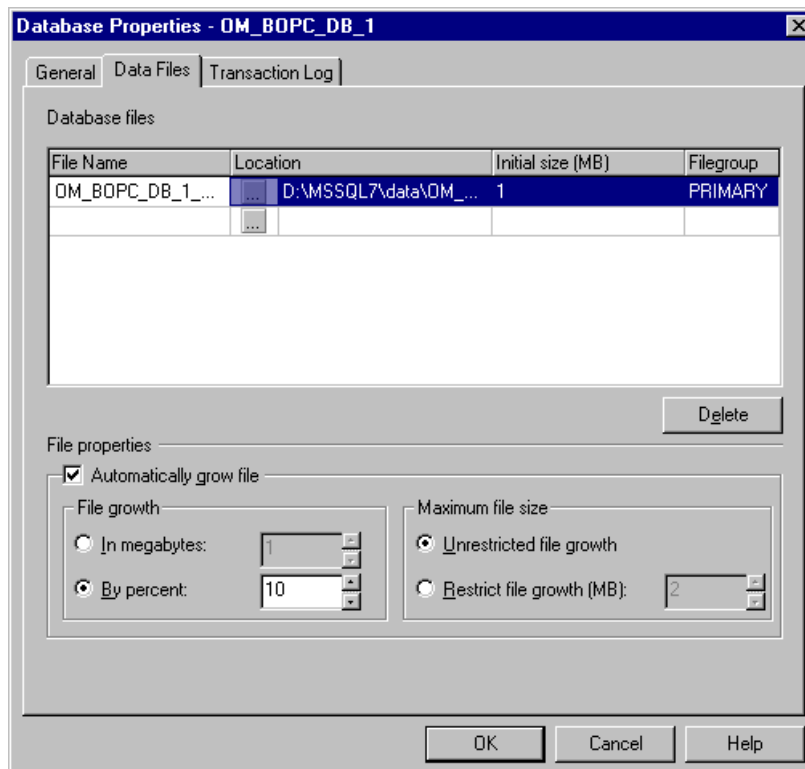 Database Properties - OM_BOPC_DB_1
General Data Files Transaction Log
Database files
File Name Location Initial size (MB) Filegroup
OM_BOPC_DB_1_... ... D:\MSSQL7\data\OM_... 1 PRIMARY
...
Delete
File properties
Automatically grow file
File growth Maximum file size
In megabytes: 1 Unrestricted file growth
By percent: 10 Restrict file growth (MB): 2
OK Cancel Help